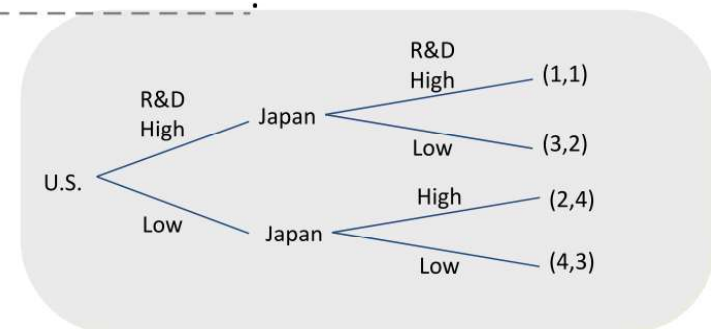 R&D
High
(1,1)
R&D
High
Japan
Low
(3,2)
U.S.
High
(2,4)
Low
Japan
Low
(4,3)